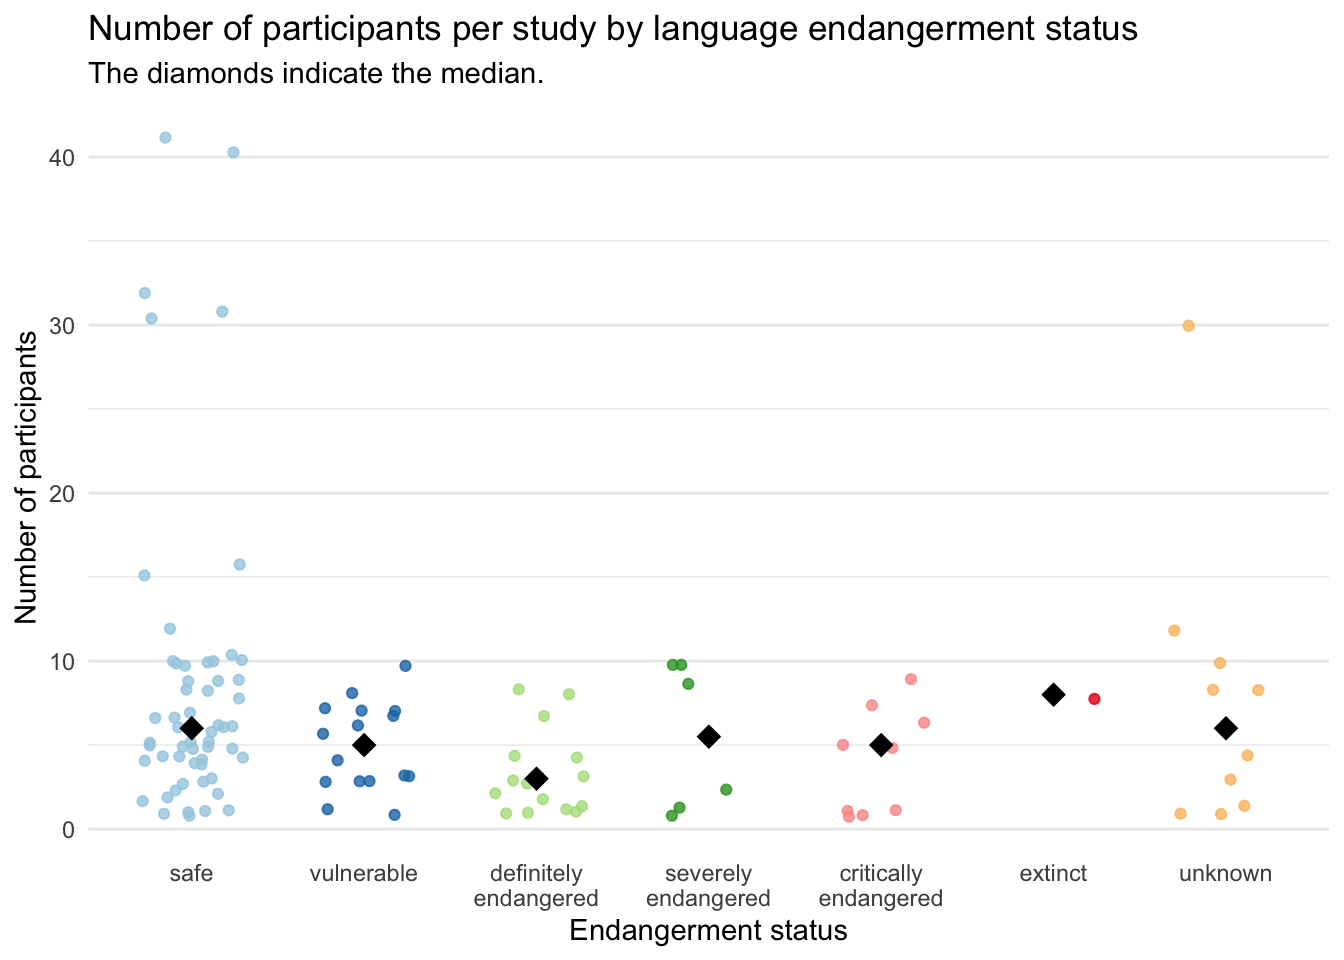 Number of participants per study by language endangerment status
The diamonds indicate the median.
Number of participants
40
30
20
10
0
safe
vulnerable
definitely
endangered
severely
endangered
critically
endangered
extinct
unknown
Endangerment status